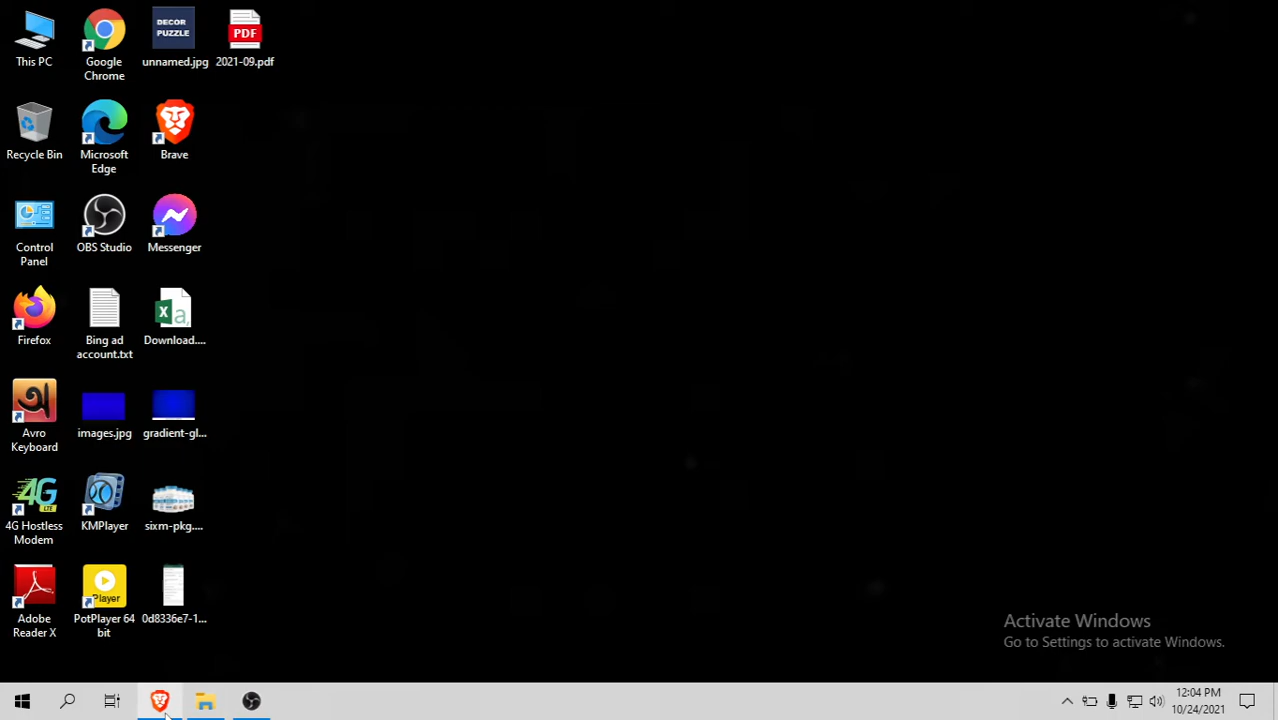 This PC
Google
Chrome
DECOR
PUZZLE
unnamed.jpg
PDF
2021-09.pdf
Recycle Bin
Microsoft
Edge
Brave
Control
Panel
OBS Studio
Messenger
Firefox
Bing ad
account.txt
X
a,
Download....
অ
Avro
Keyboard
images.jpg
gradient-gl...
4G
LTE
4G Hostless
Modem
KMPlayer
sixm-pkg....
Adobe
Reader X
Player
PotPlayer 64
bit
0d8336e7-1...
Activate Windows
Go to Settings to activate Windows.
12:04 PM
10/24/2021